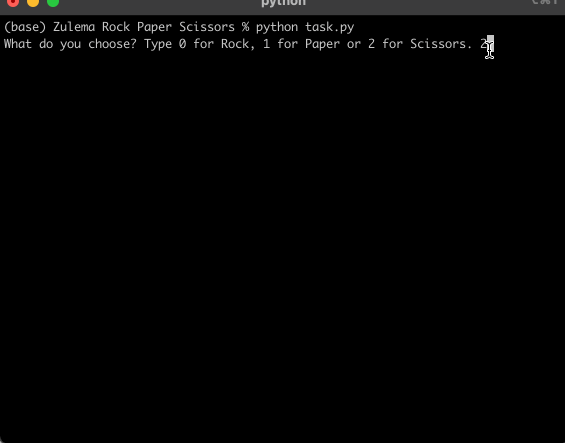 python
(base) Zulema Rock Paper Scissors % python task.py
What do you choose? Type 0 for Rock, 1 for Paper or 2 for Scissors. 2